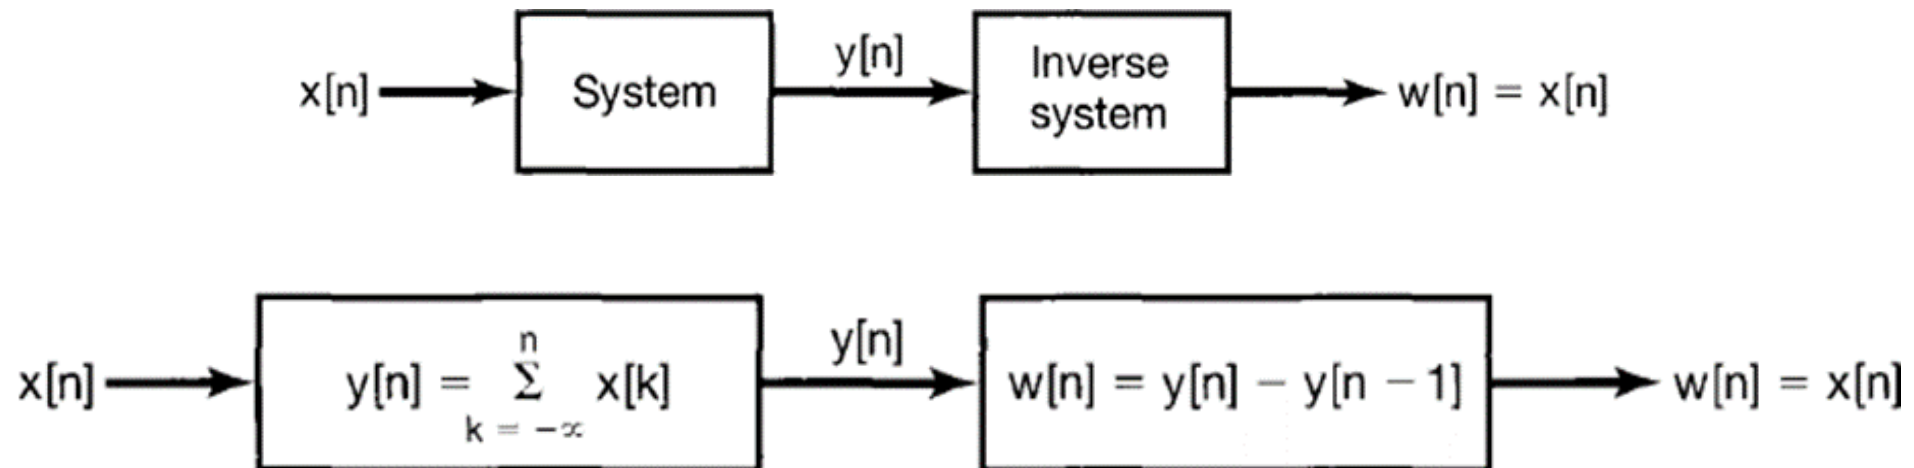 x[n]
System
y[n]
Inverse
system
w[n] = x[n]
x[n]
y[n] = n Σ k = -∞ x[k]
y[n]
w[n] = y[n] − y[n − 1]
w[n] = x[n]